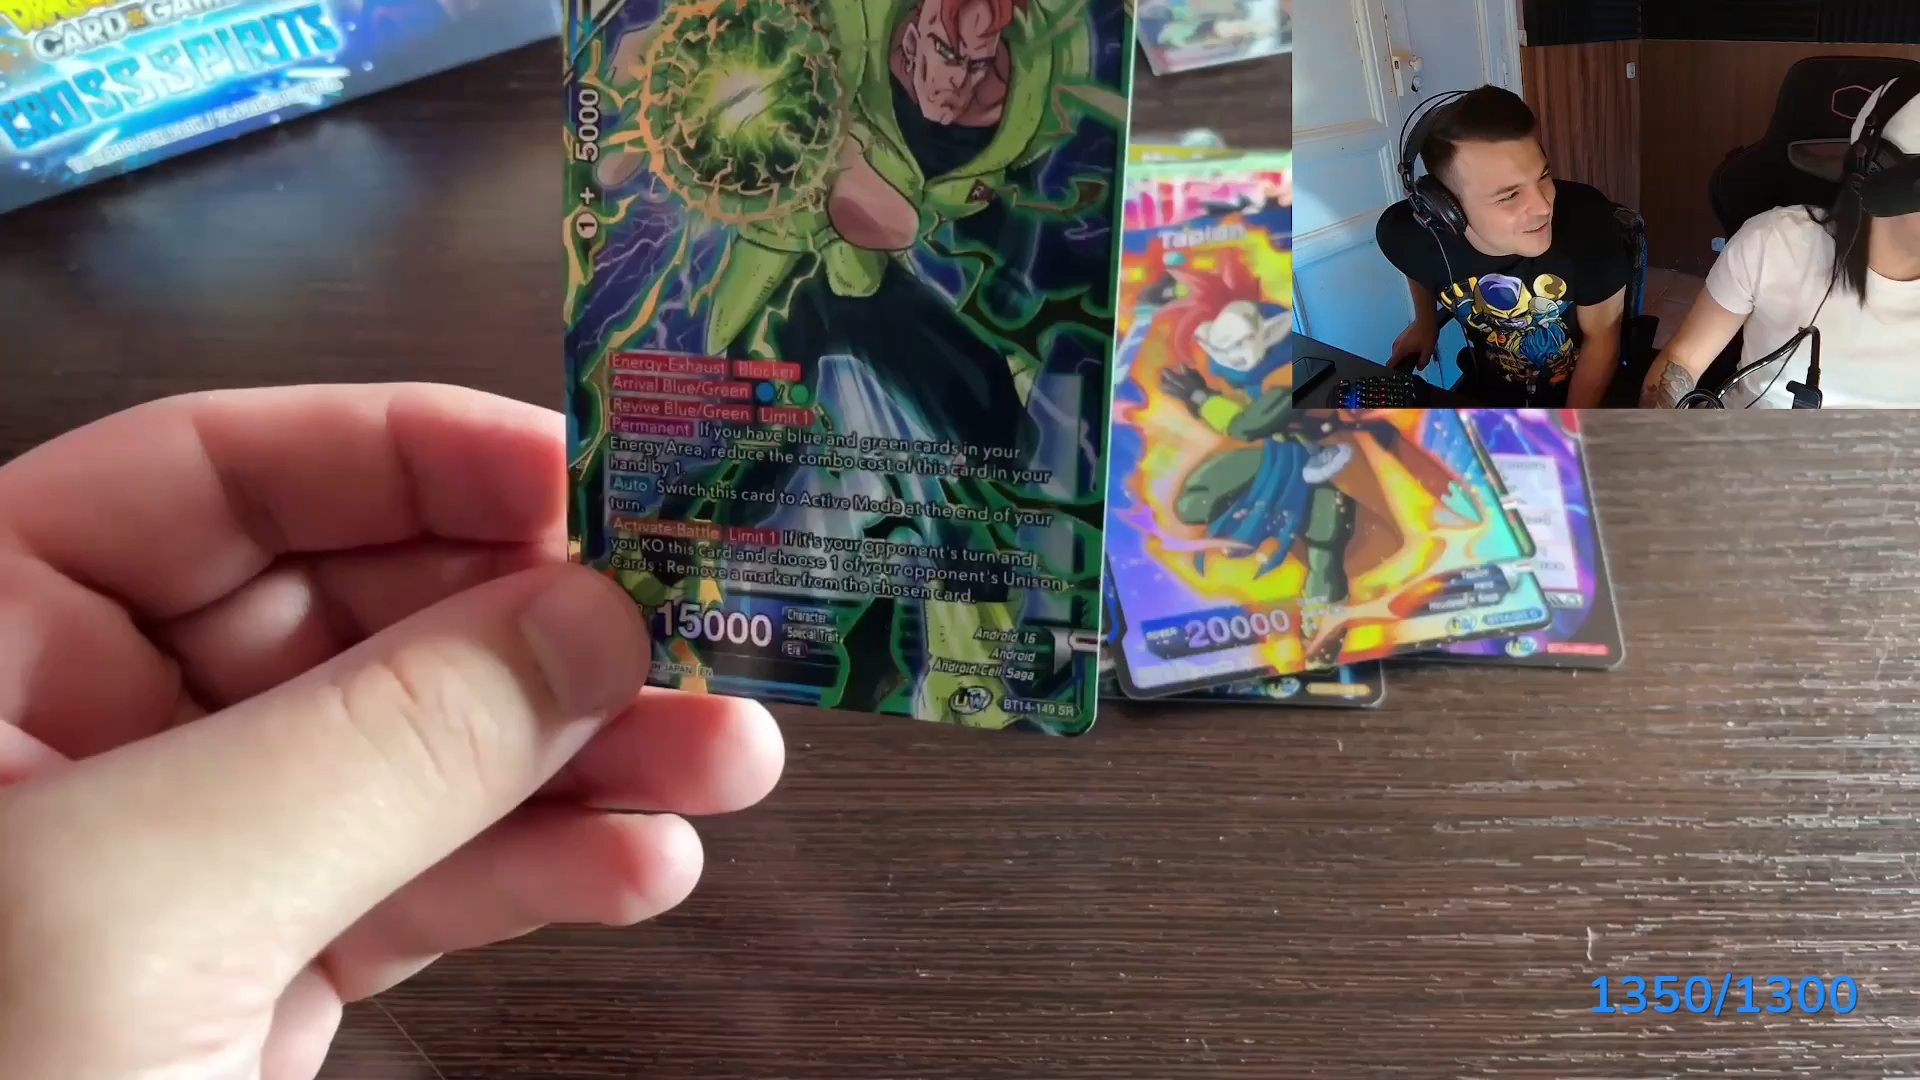 CARD GAME
CROSS SPIRITS
1 + 5000
Energy-Exhaust Blocker
Arrival Blue/Green /
Revive Blue/Green Limit 1
Permanent If you have blue and green cards in your
Energy Area, reduce the combo cost of this card in your
hand by 1.
Auto Switch this card to Active Mode at the end of your
turn.
Activate:Battle Limit 1 If it's your opponent's turn and
you KO this card and choose 1 of your opponent's Unison
Cards : Remove a marker from the chosen card.
15000
Character
Special Trait
Era
Android 16
Android
Android Cell Saga
IN JAPAN
BT14-149 SR
Tapion
POWER 20000
1350/1300